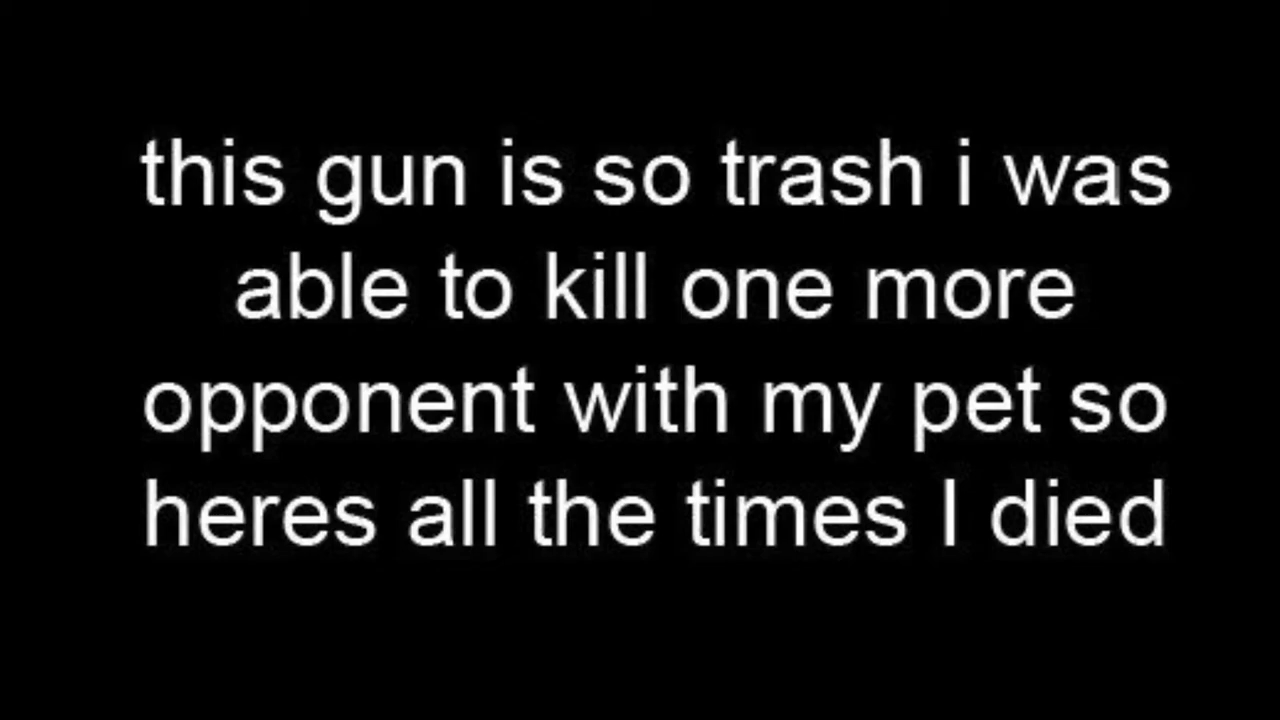 this gun is so trash i was
able to kill one more
opponent with my pet so
heres all the times I died